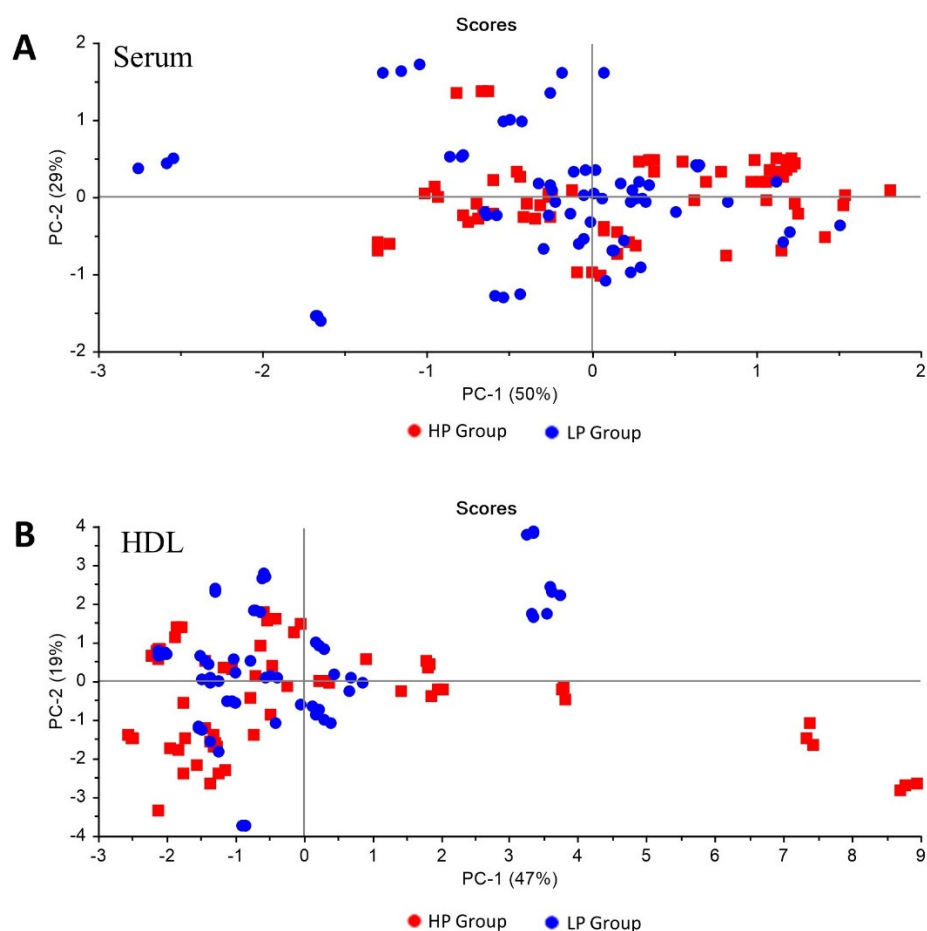 Scores
A
Serum
2
1
0
-1
-2
PC-2 (29%)
-3 -2 -1 0 1 2
PC-1 (50%)
HP Group LP Group
Scores
B
HDL
4
3
2
1
0
-1
-2
-3
-4
PC-2 (19%)
-3 -2 -1 0 1 2 3 4 5 6 7 8 9
PC-1 (47%)
HP Group LP Group